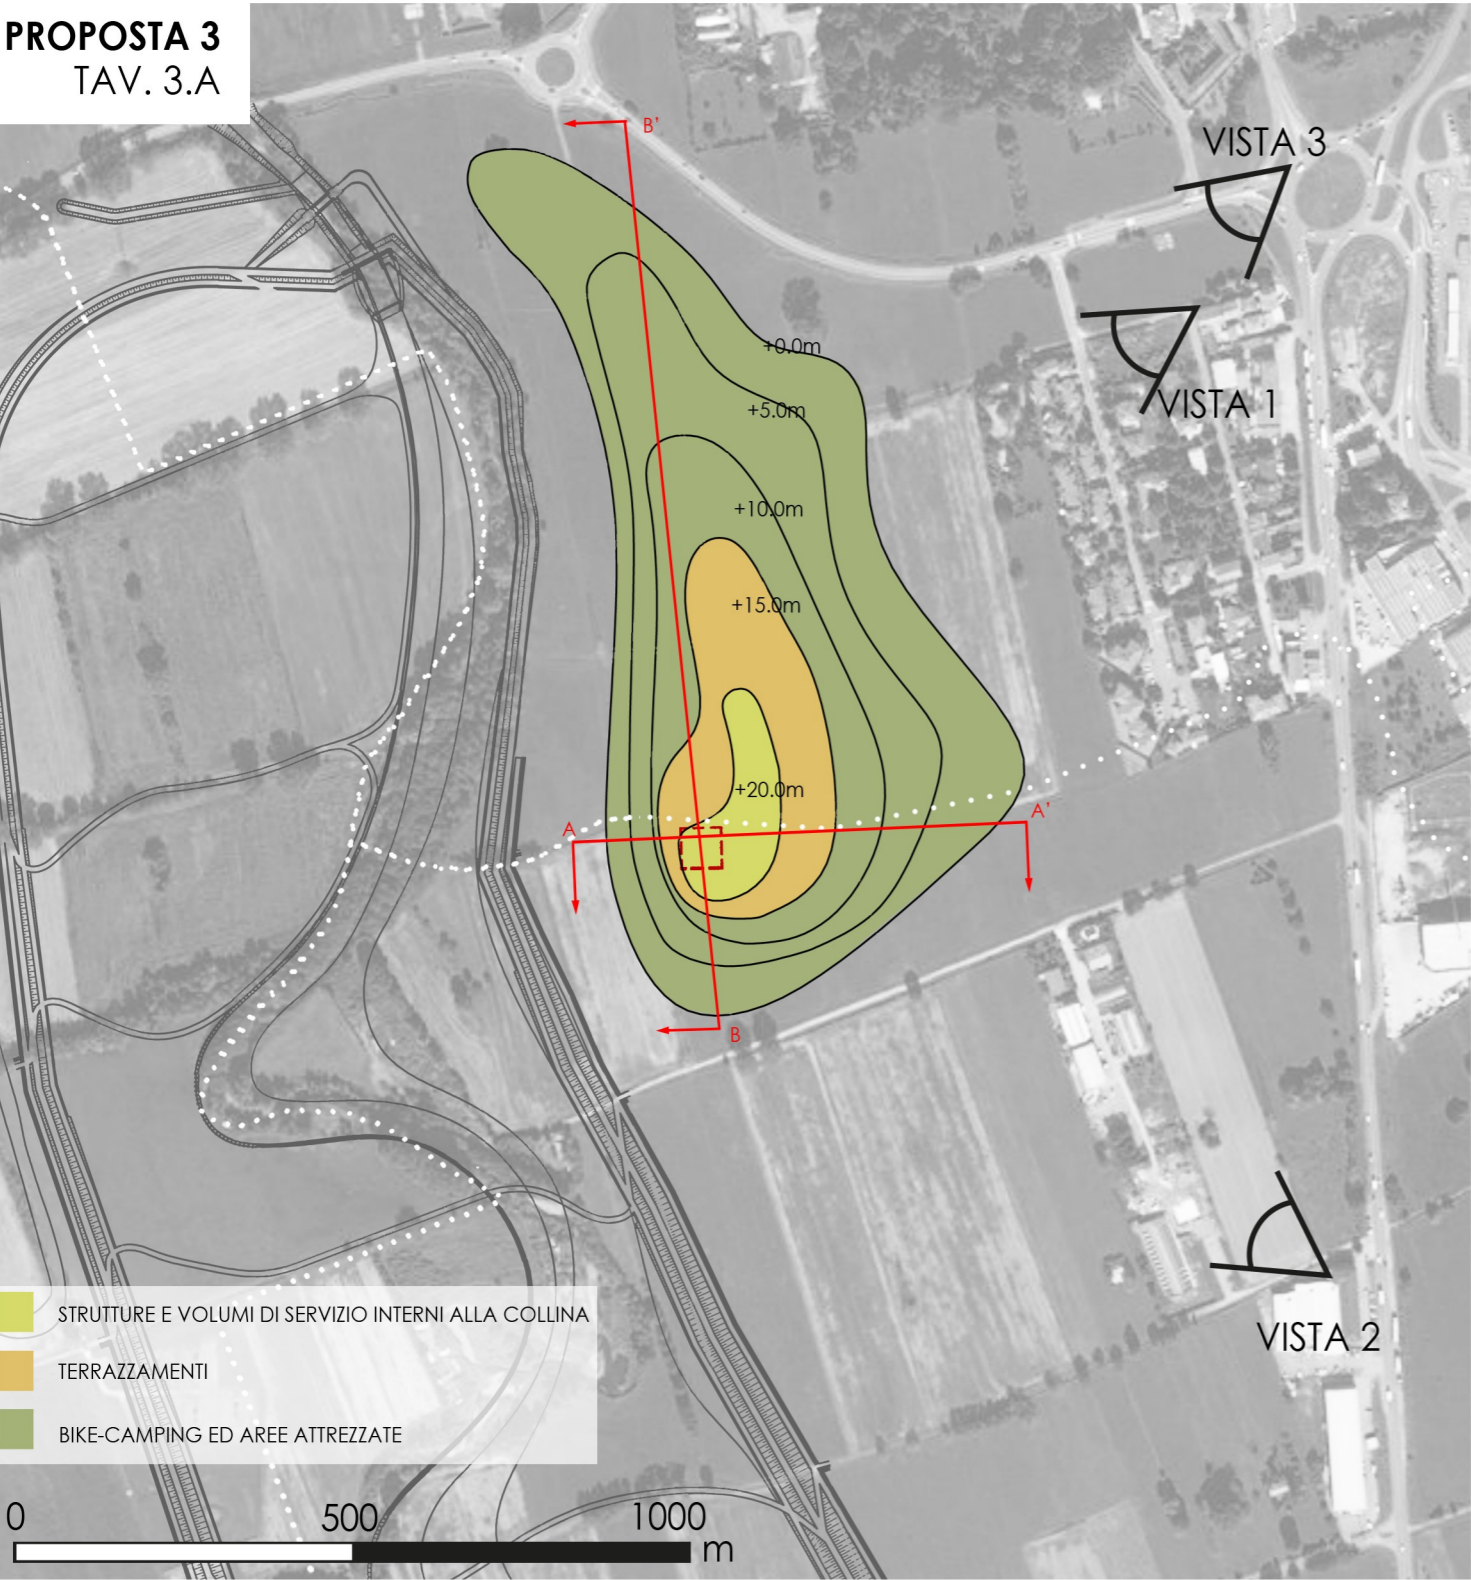 PROPOSTA 3
TAV. 3.A
B'
VISTA 3
+0.0m
VISTA 1
+5.0m
+10.0m
+15.0m
+20.0m
A
A'
B
STRUTTURE E VOLUMI DI SERVIZIO INTERNI ALLA COLLINA
VISTA 2
TERRAZZAMENTI
BIKE-CAMPING ED AREE ATTREZZATE
0 500 1000
m